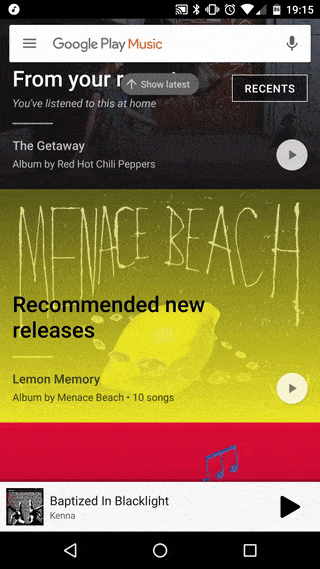 19:15
Google Play Music
From your r
Show latest
You've listened to this at home
RECENTS
The Getaway
Album by Red Hot Chili Peppers
MENACE BEACH
Recommended new
releases
Lemon Memory
Album by Menace Beach • 10 songs
Baptized In Blacklight
Kenna